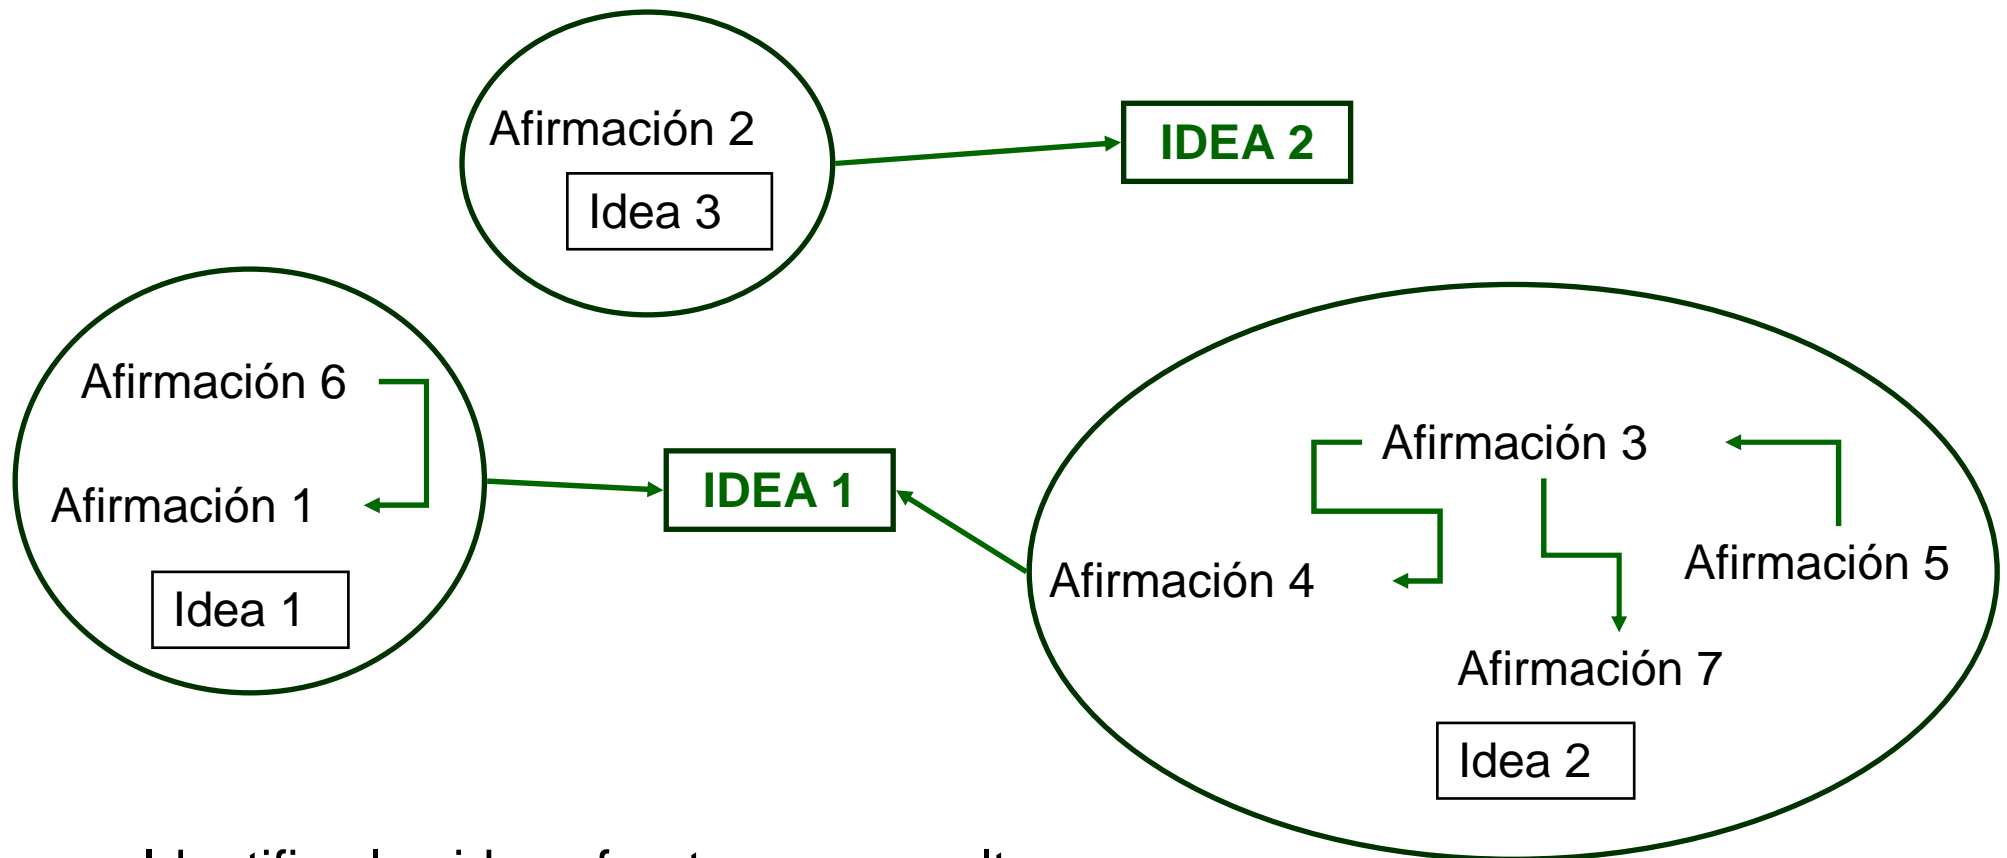 Afirmación 2
IDEA 2
Idea 3
Afirmación 6
Afirmación 1
Idea 1
IDEA 1
Afirmación 3
Afirmación 4
Afirmación 5
Afirmación 7
Idea 2